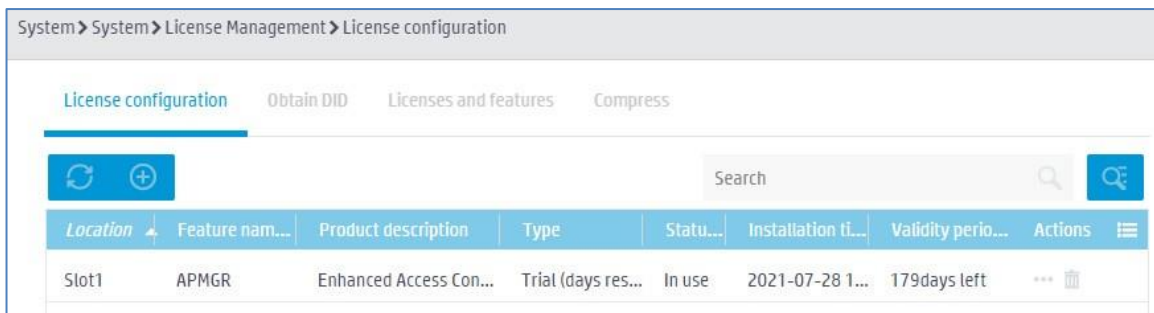 System > System > License Management > License configuration
License configuration Obtain DID Licenses and features Compress
Search
Location Feature nam... Product description Type Statu... Installation ti... Validity perio... Actions
Slot1 APMGR Enhanced Access Con... Trial (days res... In use 2021-07-28 1... 179days left